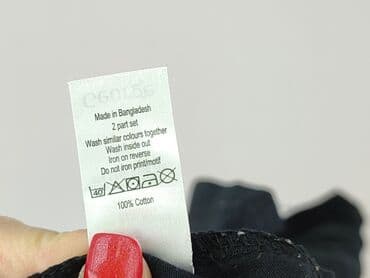 Made in Bangladesh
2 part set
Wash similar colours together
Wash inside out
Iron on reverse
Do not iron print/motif
40
100% Cotton